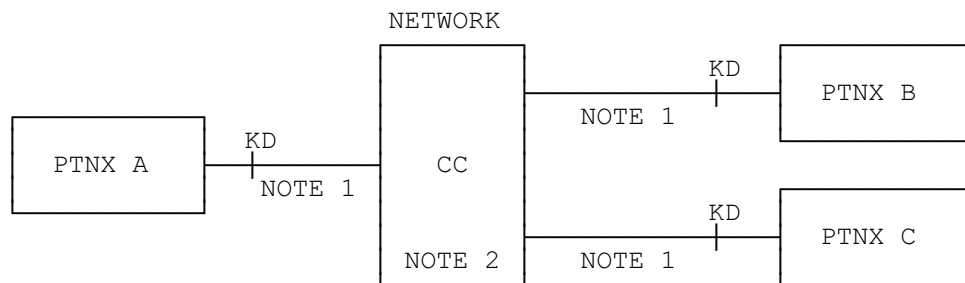 NETWORK
KD
PTNX B
NOTE 1
KD
PTNX A
CC
NOTE 1
KD
PTNX C
NOTE 2
NOTE 1